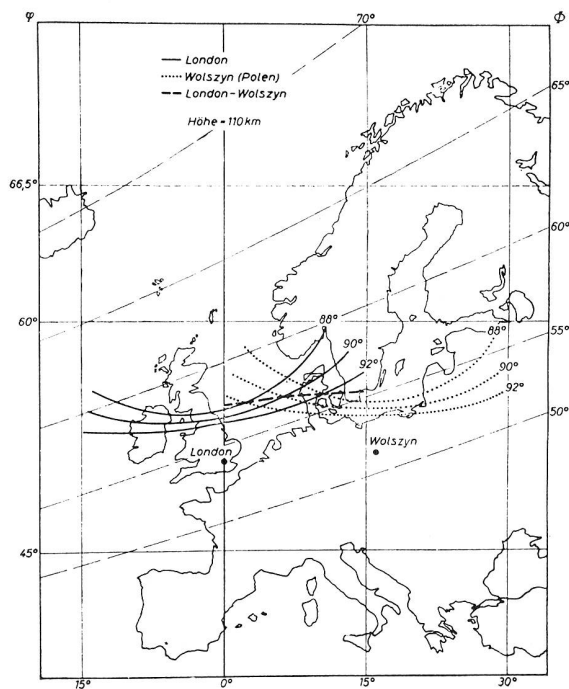 φ
70°
Φ
London
Wolszyn (Polen)
London-Wolszyn
Höhe = 110 km
65°
66,5°
60°
60°
88°
55°
88°
90°
92°
90°
92°
50°
London
Wolszyn
45°
15°
0°
15°
30°